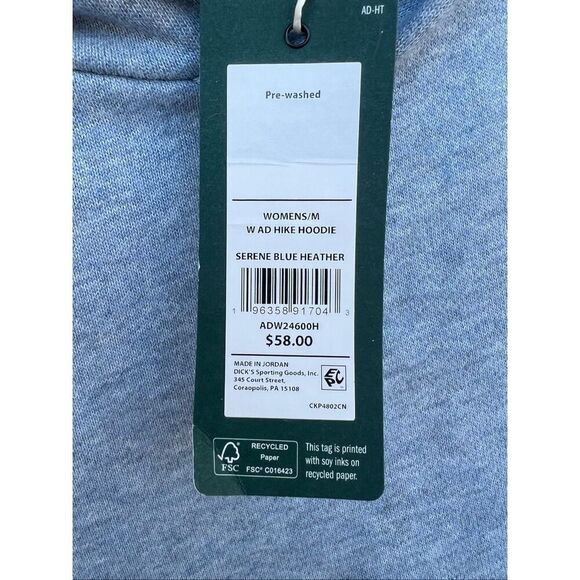 AD-HT
Pre-washed
WOMENS/M
W AD HIKE HOODIE
SERENE BLUE HEATHER
1 96358 91704 3
ADW24600H
$58.00
MADE IN JORDAN
DICK'S Sporting Goods, Inc.
345 Court Street,
Coraopolis, PA 15108
EPC
CKP4802CN
FSC
RECYCLED
Paper
FSC® C016423
This tag is printed
with soy inks on
recycled paper.